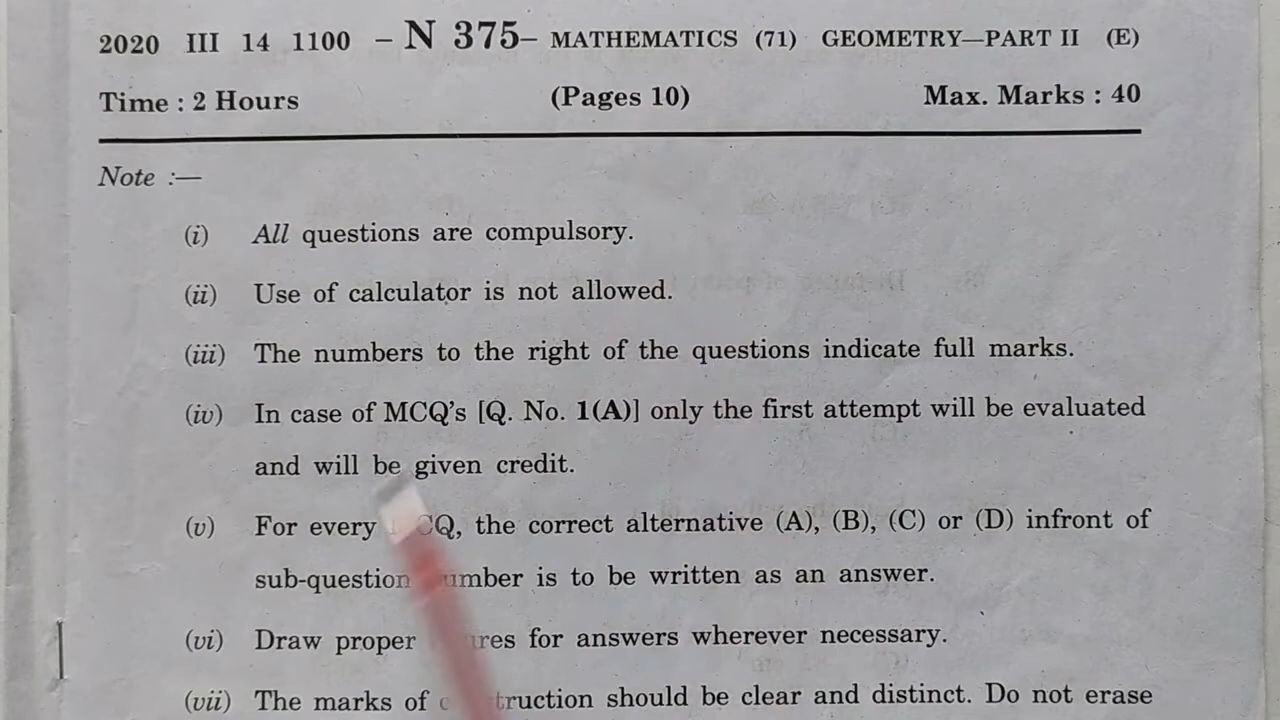 2020 III 14 1100 – N 375– MATHEMATICS (71) GEOMETRY—PART II (E)
Time : 2 Hours (Pages 10) Max. Marks : 40
Note :—
(i) All questions are compulsory.
(ii) Use of calculator is not allowed.
(iii) The numbers to the right of the questions indicate full marks.
(iv) In case of MCQ's [Q. No. 1(A)] only the first attempt will be evaluated
and will be given credit.
(v) For every CQ, the correct alternative (A), (B), (C) or (D) infront of
sub-question umber is to be written as an answer.
(vi) Draw proper ures for answers wherever necessary.
(vii) The marks of c truction should be clear and distinct. Do not erase